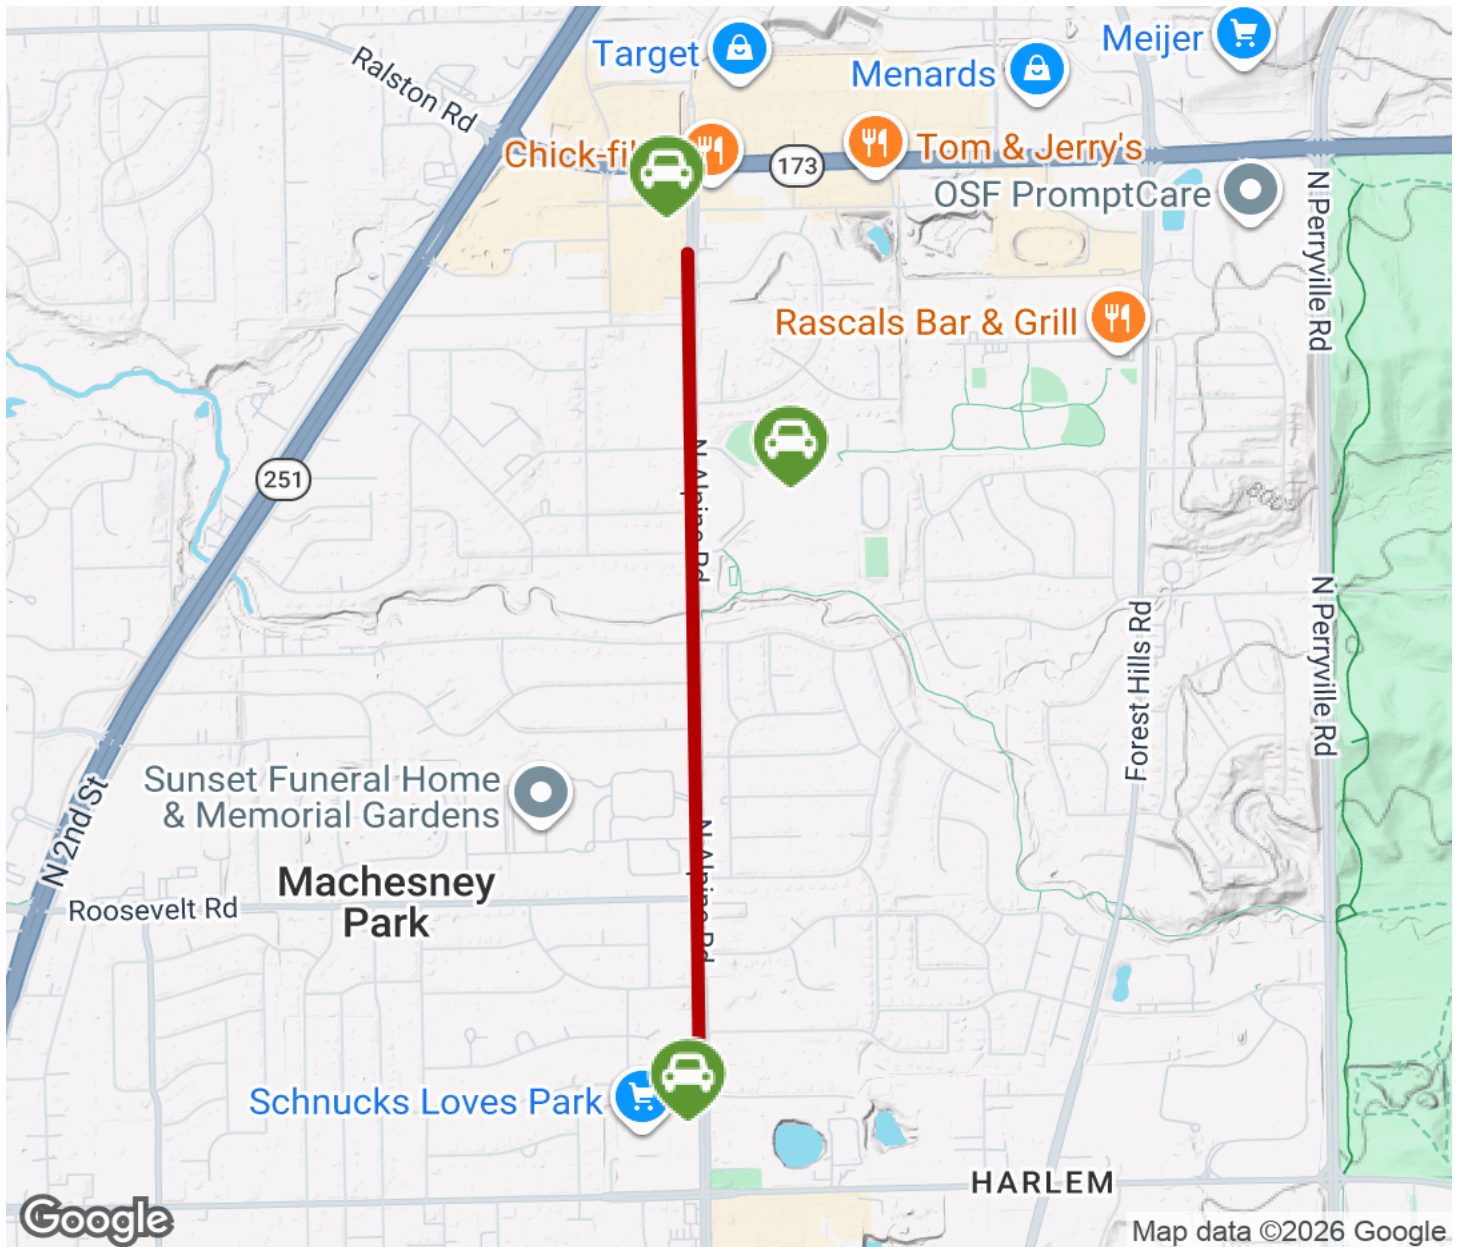 Target
Meijer
Menards
Ralston Rd
Chick-fil
173
Tom & Jerry's
OSF PromptCare
N Perryville Rd
Rascals Bar & Grill
N Alpine Rd
251
N Perryville Rd
Forest Hills Rd
Sunset Funeral Home
& Memorial Gardens
N 2nd St
N Alpine Rd
Machesney
Park
Roosevelt Rd
Schnucks Loves Park
HARLEM
Google
Map data ©2026 Google